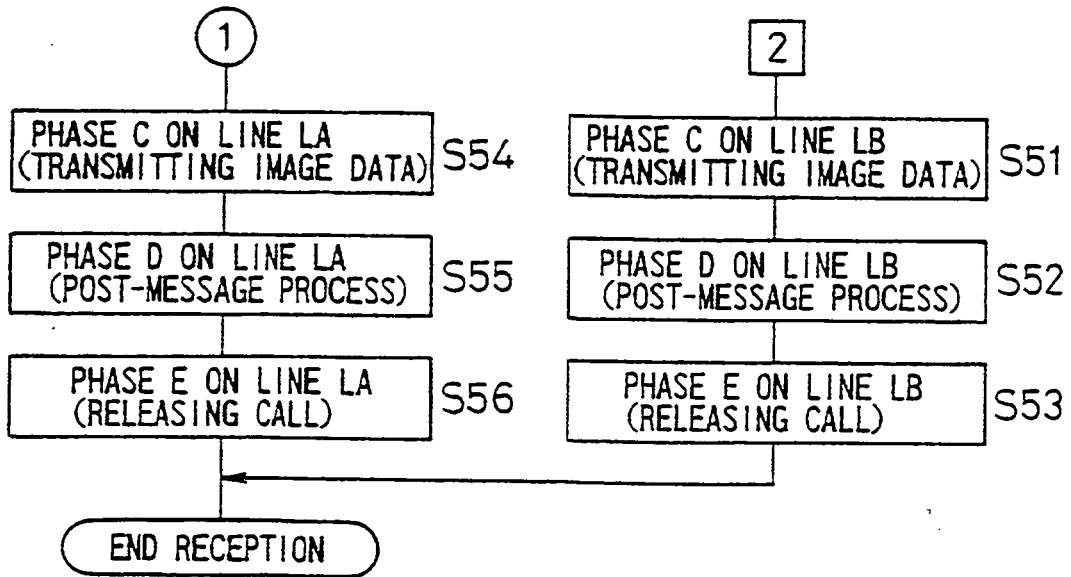 1
PHASE C ON LINE LA
(TRANSMITTING IMAGE DATA)
S54
PHASE D ON LINE LA
(POST-MESSAGE PROCESS)
S55
PHASE E ON LINE LA
(RELEASING CALL)
S56
2
PHASE C ON LINE LB
(TRANSMITTING IMAGE DATA)
S51
PHASE D ON LINE LB
(POST-MESSAGE PROCESS)
S52
PHASE E ON LINE LB
(RELEASING CALL)
S53
END RECEPTION